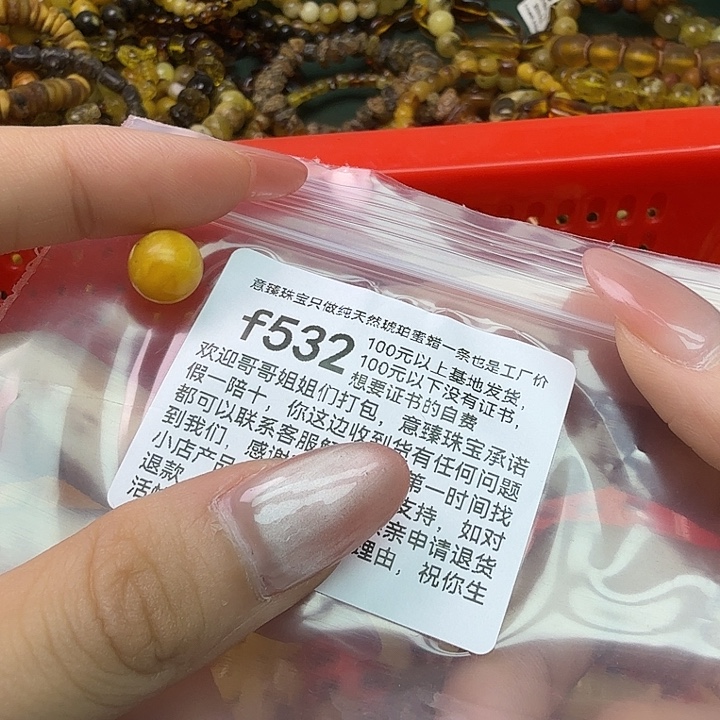 意臻珠宝只做纯天然琥珀蜜蜡一条也是工厂价
f532
100元以上基地发货，
100元以下没有证书，
想要证书的自费
欢迎哥哥姐姐们打包，意臻珠宝承诺
假一陪十，你这边收到货有任何问题
都可以联系客服 第一时间找
到我们，感谢 支持，如对
小店产品 亲申请退货
退款 理由，祝你生
活